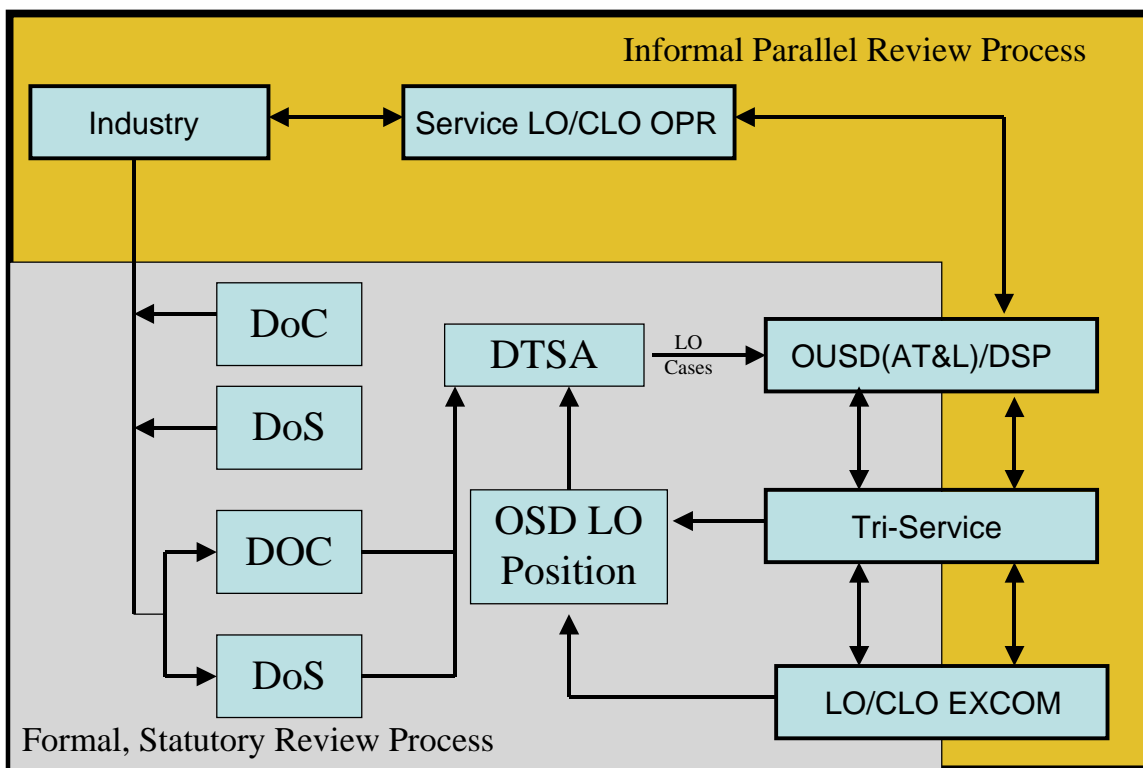 Informal Parallel Review Process
Industry
Service LO/CLO OPR
DoC
DTSA
LO
Cases
OUSD(AT&L)/DSP
DoS
OSD LO
Position
Tri-Service
DOC
DoS
LO/CLO EXCOM
Formal, Statutory Review Process